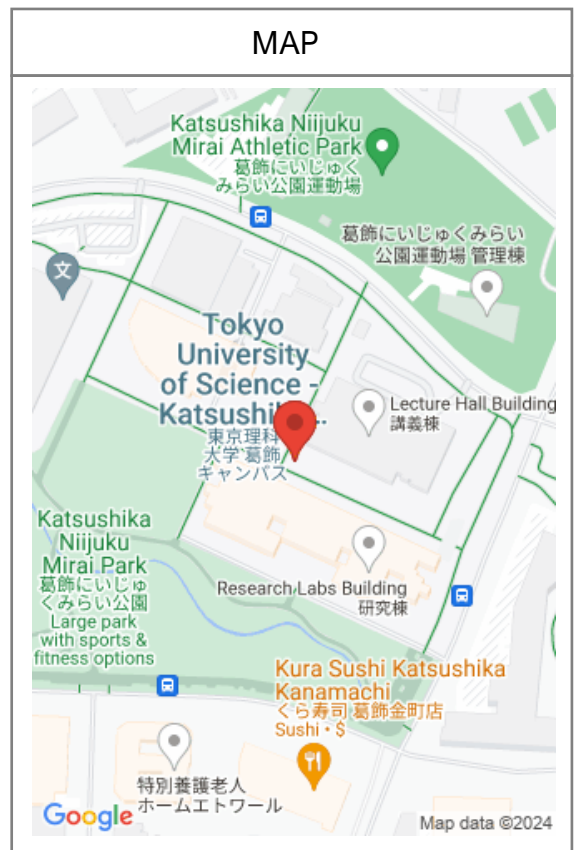 MAP
Katsushika Niijuku
Mirai Athletic Park
葛飾にいじゅく
みらい公園運動場
葛飾にいじゅくみらい
公園運動場 管理棟
文
Tokyo
University
of Science -
Katsushi...
東京理科
大学 葛飾
キャンパス
Lecture Hall Building
講義棟
Katsushika
Niijuku
Mirai Park
葛飾にいじゅ
くみらい公園
Large park
with sports &
fitness options
Research Labs Building
研究棟
Kura Sushi Katsushika
Kanamachi
くら寿司 葛飾金町店
Sushi • $
特別養護老人
ホームエトワール
Google
Map data ©2024